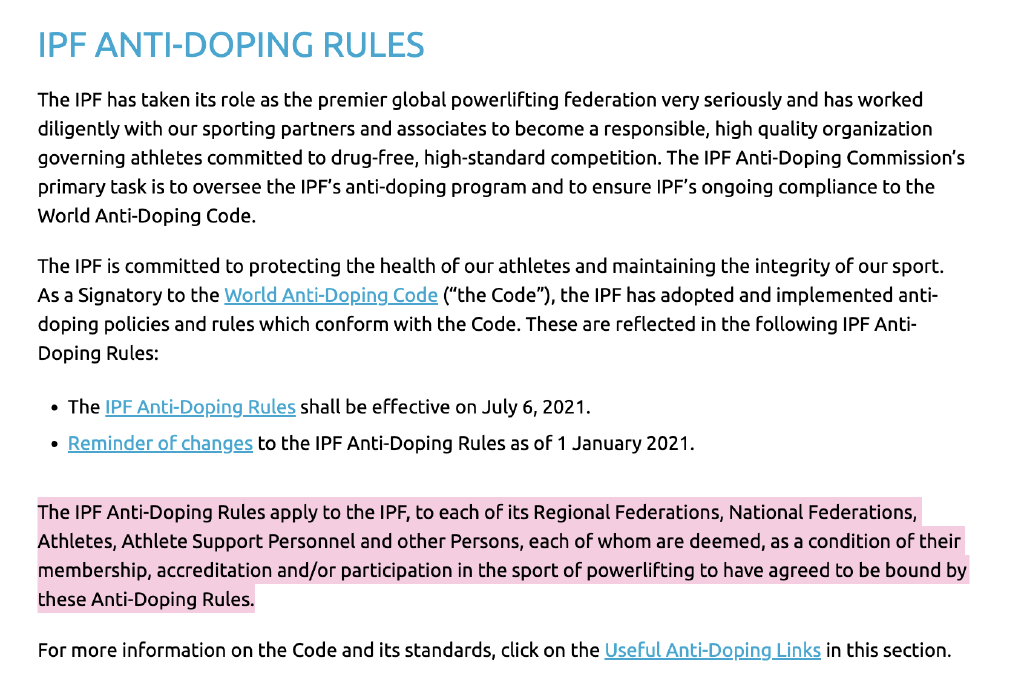 IPF ANTI-DOPING RULES
The IPF has taken its role as the premier global powerlifting federation very seriously and has worked
diligently with our sporting partners and associates to become a responsible, high quality organization
governing athletes committed to drug-free, high-standard competition. The IPF Anti-Doping Commission’s
primary task is to oversee the IPF’s anti-doping program and to ensure IPF’s ongoing compliance to the
World Anti-Doping Code.
The IPF is committed to protecting the health of our athletes and maintaining the integrity of our sport.
As a Signatory to the World Anti-Doping Code (“the Code”), the IPF has adopted and implemented anti-
doping policies and rules which conform with the Code. These are reflected in the following IPF Anti-
Doping Rules:
• The IPF Anti-Doping Rules shall be effective on July 6, 2021.
• Reminder of changes to the IPF Anti-Doping Rules as of 1 January 2021.
The IPF Anti-Doping Rules apply to the IPF, to each of its Regional Federations, National Federations,
Athletes, Athlete Support Personnel and other Persons, each of whom are deemed, as a condition of their
membership, accreditation and/or participation in the sport of powerlifting to have agreed to be bound by
these Anti-Doping Rules.
For more information on the Code and its standards, click on the Useful Anti-Doping Links in this section.